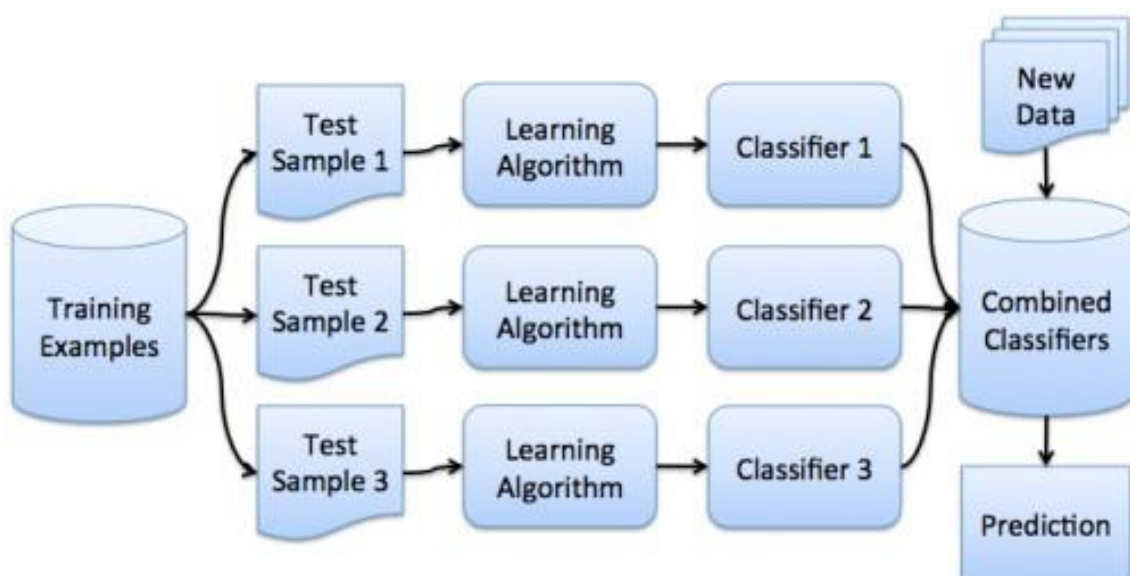 Training
Examples
Test
Sample 1
Learning
Algorithm
Classifier 1
Test
Sample 2
Learning
Algorithm
Classifier 2
Test
Sample 3
Learning
Algorithm
Classifier 3
New
Data
Combined
Classifiers
Prediction